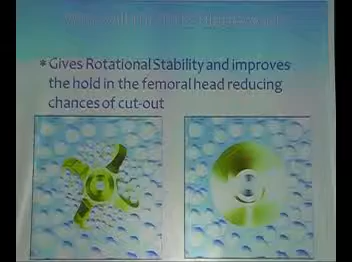 * Gives Rotational Stability and improves
the hold in the femoral head reducing
chances of cut-out